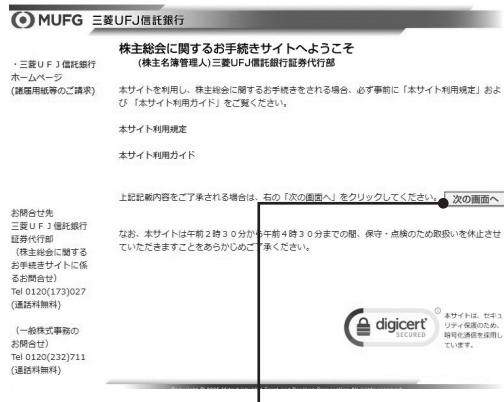 MUFG 三菱UFJ信託銀行
株主総会に関するお手続きサイトへようこそ
(株主名簿管理人)三菱UFJ信託銀行証券代行部
・三菱UFJ信託銀行
ホームページ
(諸届用紙等のご請求)
本サイトを利用し、株主総会に関するお手続きをされる場合、必ず事前に「本サイト利用規定」およ
び 「本サイト利用ガイド」をご覧ください。
本サイト利用規定
本サイト利用ガイド
上記記載内容をご了承される場合は、右の「次の画面へ」をクリックしてください。
次の画面へ
なお、本サイトは午前2時30分から午前4時30分までの間、保守・点検のため取扱いを休止させ
ていただきますことをあらかじめご了承ください。
お問合せ先
三菱UFJ信託銀行
証券代行部
(株主総会に関する
お手続きサイトに係
るお問合せ)
Tel 0120(173)027
(通話料無料)
(一般株式事務の
お問合せ)
Tel 0120(232)711
(通話料無料)
digicert
SECURED
本サイトは、セキュ
リティ保護のため、
暗号化通信を採用し
ています。